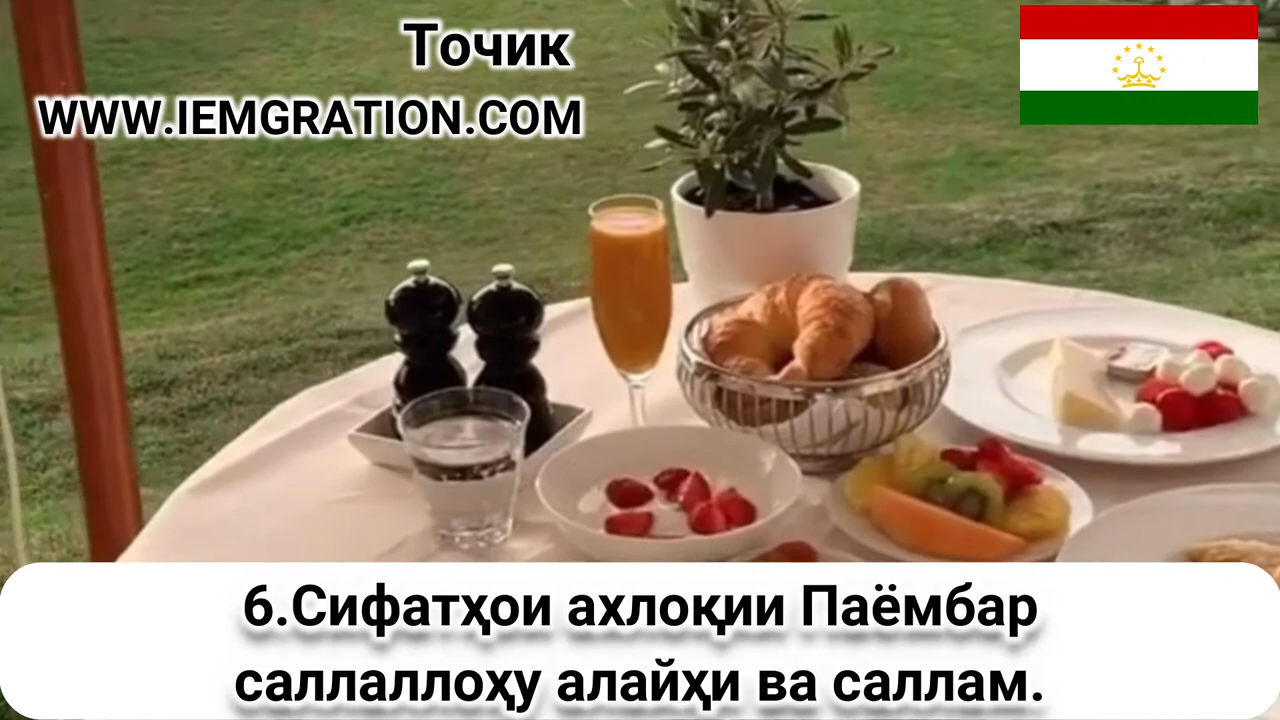 Точик
WWW.IEMGRATION.COM
6.Сифатҳои ахлоқии Паёмбар
саллаллоҳу алайҳи ва саллам.